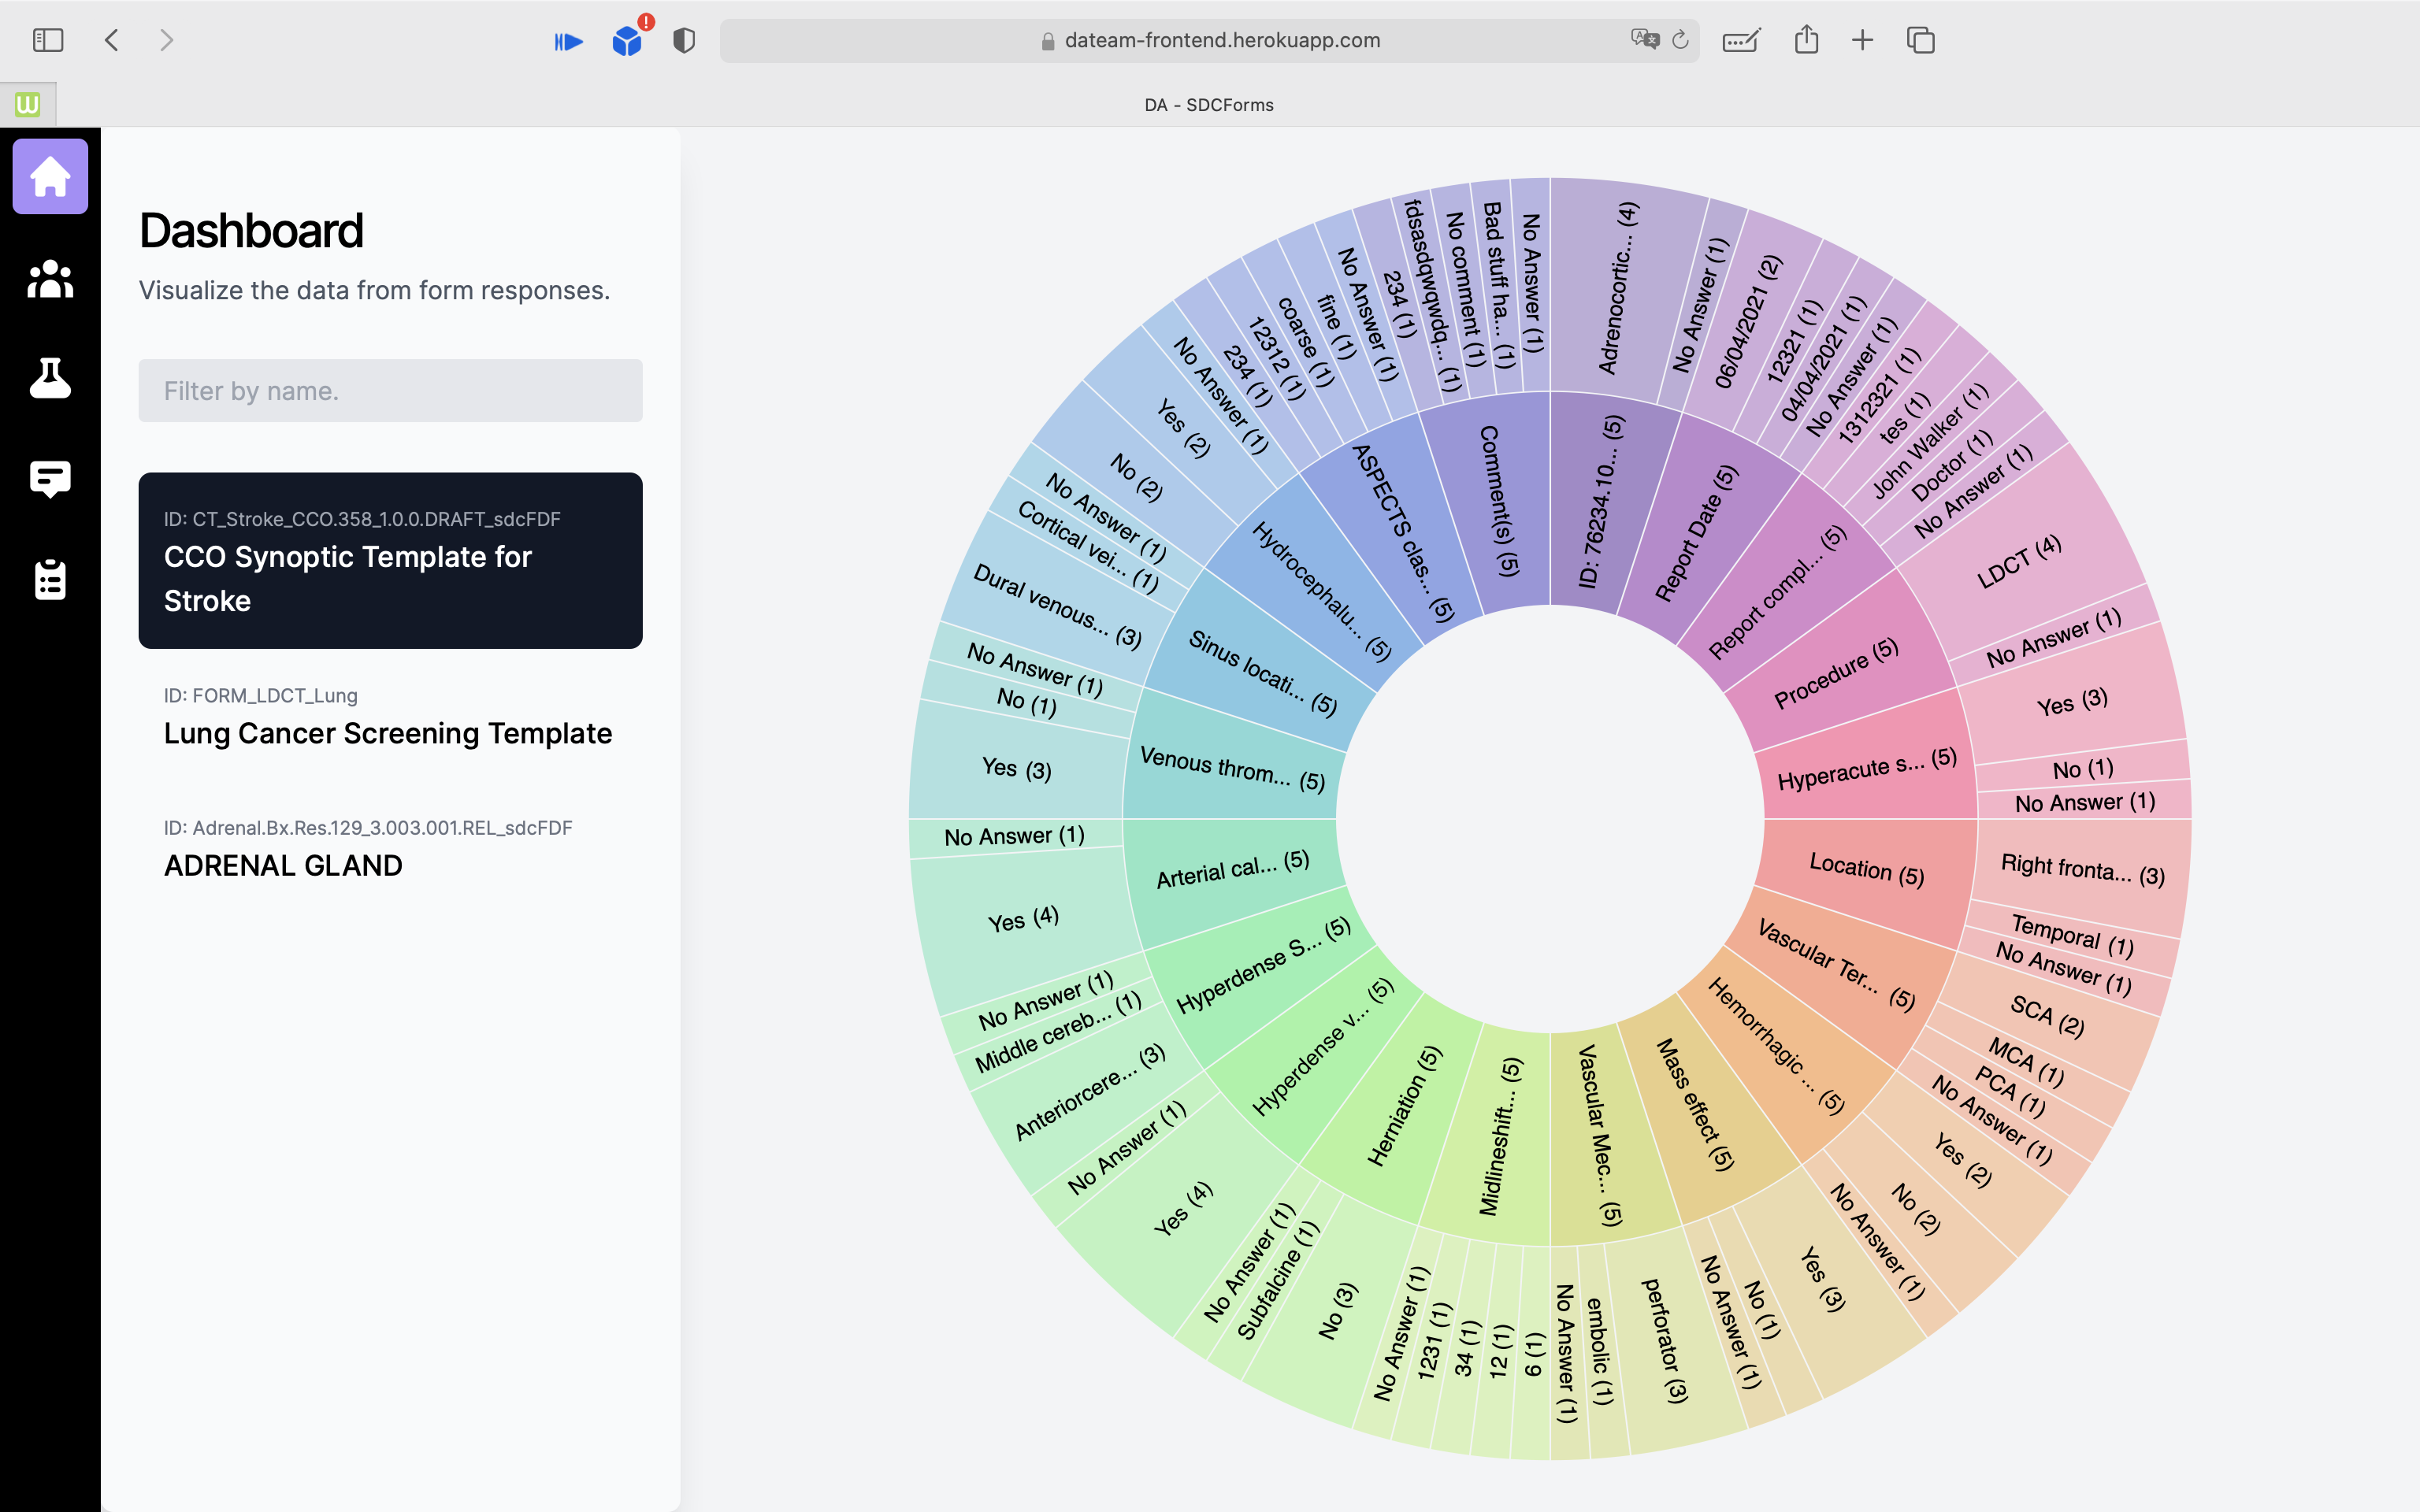 dateam-frontend.herokuapp.com
DA - SDCForms
Dashboard
Visualize the data from form responses.
Filter by name.
ID: CT_Stroke_CCO.358_1.0.0.DRAFT_sdcFDF
CCO Synoptic Template for
Stroke
ID: FORM_LDCT_Lung
Lung Cancer Screening Template
ID: Adrenal.Bx.Res.129_3.003.001.REL_sdcFDF
ADRENAL GLAND
ID: 76234.10... (5)
Adrenocortic... (4)
No Answer (1)
Report Date (5)
06/04/2021 (2)
12321 (1)
04/04/2021 (1)
No Answer (1)
Report compl... (5)
1312321 (1)
tes (1)
John Walker (1)
Doctor (1)
No Answer (1)
Procedure (5)
LDCT (4)
No Answer (1)
Hyperacute s... (5)
Yes (3)
No (1)
No Answer (1)
Location (5)
Right fronta... (3)
Temporal (1)
No Answer (1)
Vascular Ter... (5)
SCA (2)
MCA (1)
PCA (1)
No Answer (1)
Hemorrhagic ... (5)
Yes (2)
No (2)
No Answer (1)
Mass effect (5)
Yes (3)
No (1)
No Answer (1)
Vascular Mec... (5)
perforator (3)
embolic (1)
No Answer (1)
Midlineshift... (5)
6 (1)
12 (1)
34 (1)
1231 (1)
No Answer (1)
Herniation (5)
No (3)
Subfalcine (1)
No Answer (1)
Hyperdense v... (5)
Yes (4)
No Answer (1)
Hyperdense S... (5)
Anteriorcere... (3)
Middle cereb... (1)
No Answer (1)
Arterial cal... (5)
Yes (4)
No Answer (1)
Venous throm... (5)
Yes (3)
No (1)
No Answer (1)
Sinus locati... (5)
Dural venous... (3)
Cortical vei... (1)
No Answer (1)
Hydrocephalu... (5)
No (2)
Yes (2)
No Answer (1)
ASPECTS clas... (5)
234 (1)
12312 (1)
coarse (1)
fine (1)
No Answer (1)
Comment(s) (5)
234 (1)
fdsasdqwqwdq... (1)
No comment (1)
Bad stuff ha... (1)
No Answer (1)